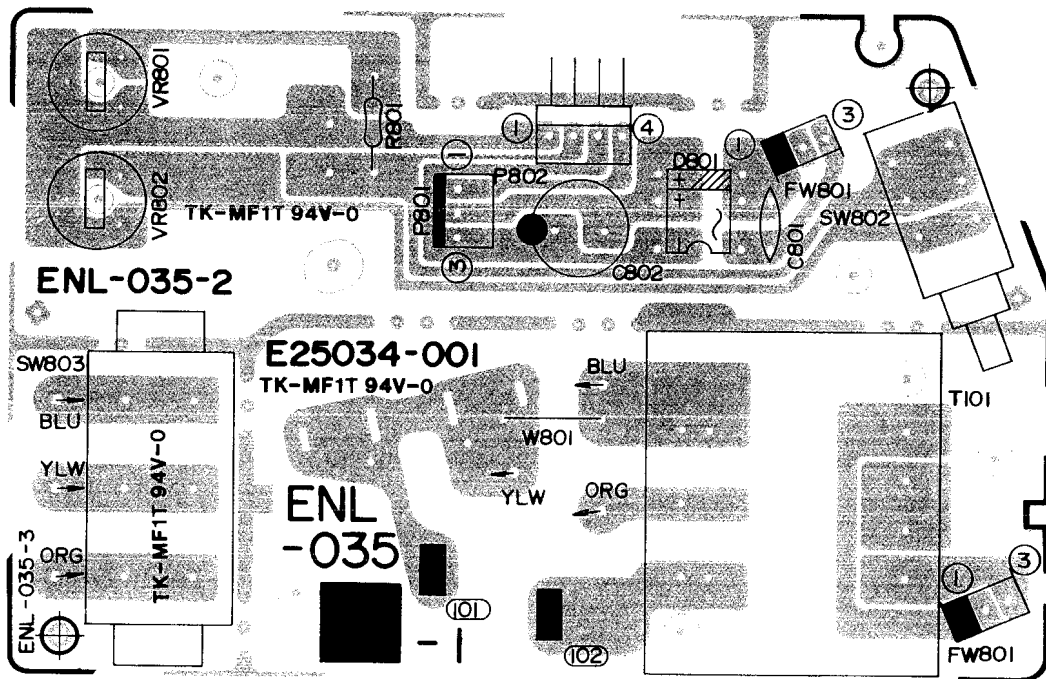 VR801
R801
1
4
1
3
D801
FW801
SW802
P802
P801
1
3
VR802
TK-MF1T 94V-0
C802
C801
+
+
~
-
ENL-035-2
SW803
BLU
YLW
ORG
TK-MF1T 94V-0
ENL-035-3
E25034-001
TK-MF1T 94V-0
BLU
W801
YLW
ORG
T101
ENL
-035
-1
101
102
1
3
FW801